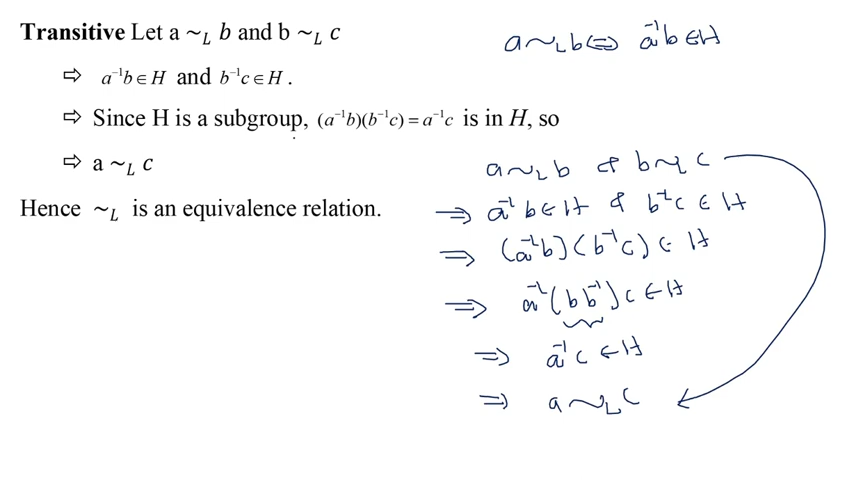 Transitive Let a ~L b and b ~L c
⇨ a⁻¹b ∈ H and b⁻¹c ∈ H .
⇨ Since H is a subgroup, (a⁻¹b)(b⁻¹c) = a⁻¹c is in H, so
⇨ a ~L c
Hence ~L is an equivalence relation.
a ~L b ⇔ a⁻¹b ∈ H
a ~L b & b ~L c
⇒ a⁻¹b ∈ H & b⁻¹c ∈ H
⇒ (a⁻¹b)(b⁻¹c) ∈ H
⇒ a⁻¹(bb⁻¹)c ∈ H
⇒ a⁻¹c ∈ H
⇒ a ~L c